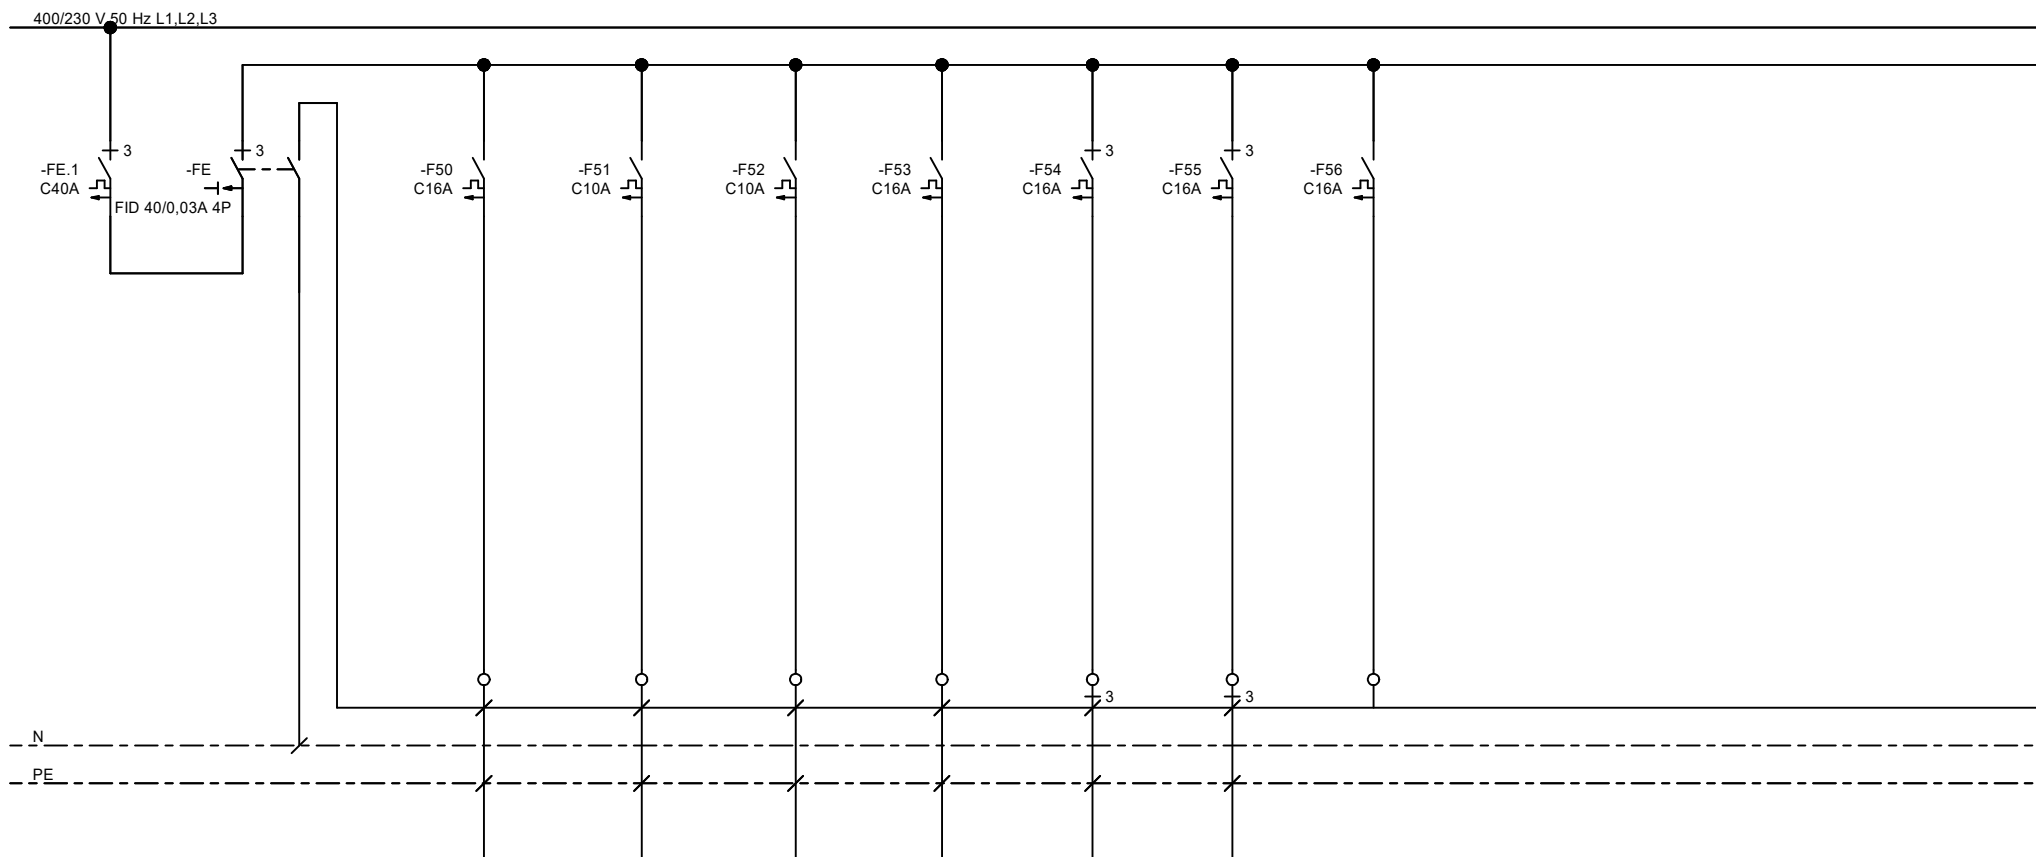 400/230 V 50 Hz L1,L2,L3
3 3 3 3
-FE.1 -FE -F50 -F51 -F52 -F53 -F54 -F55 -F56
C40A C16A C10A C10A C16A C16A C16A C16A
FID 40/0,03A 4P
3 3
N
PE